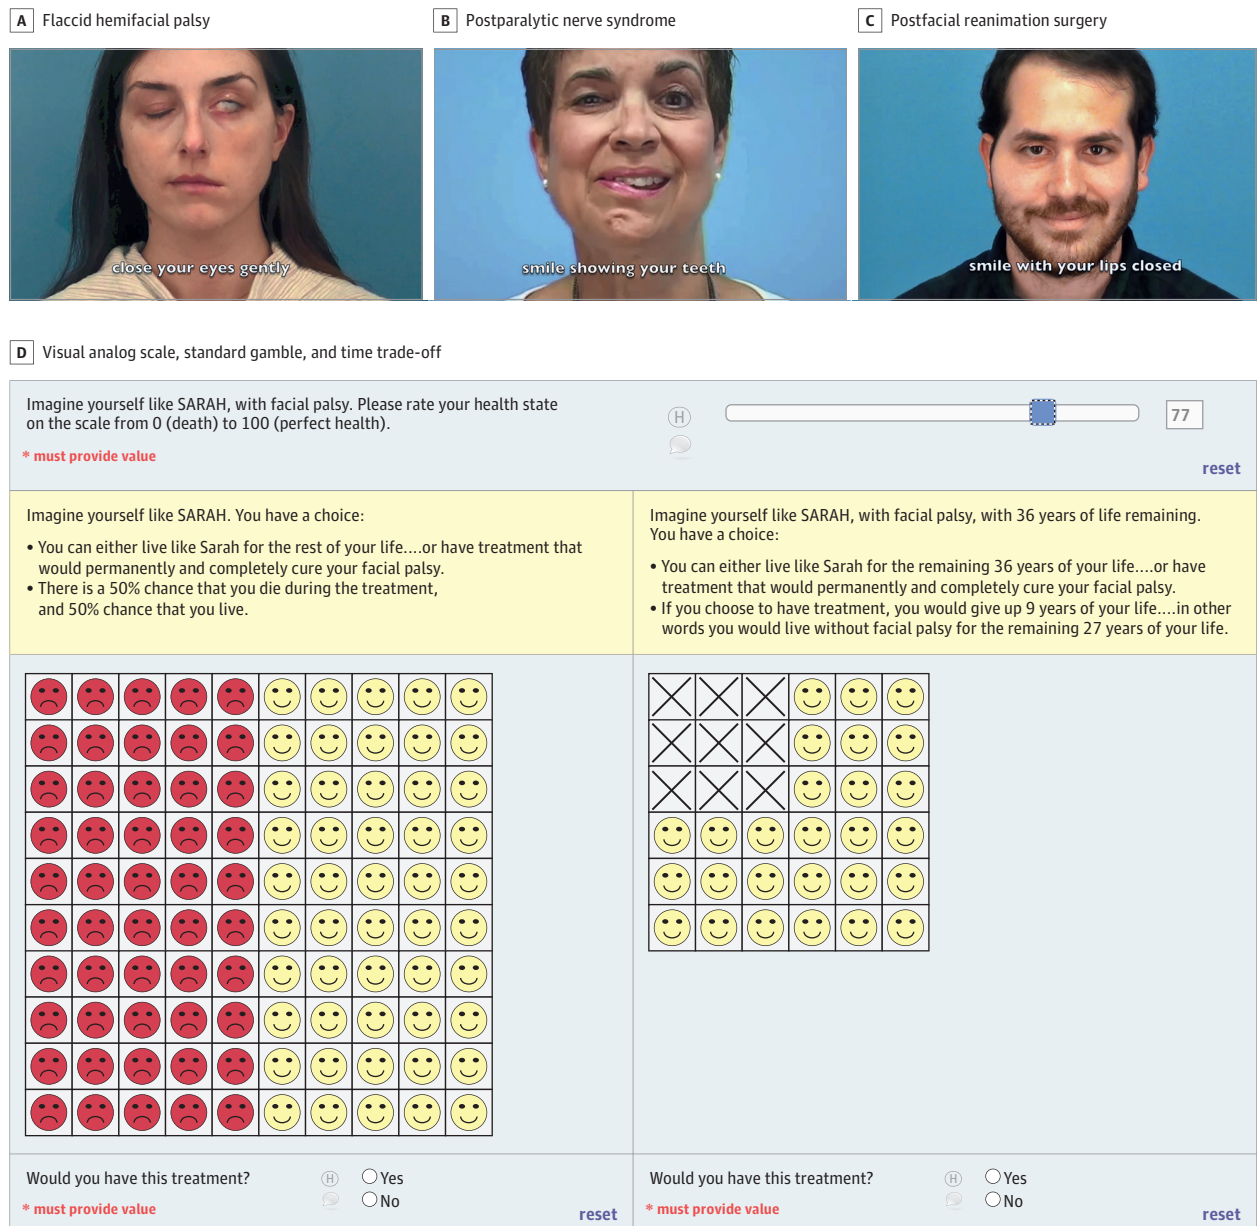 A Flaccid hemifacial palsy
B Postparalytic nerve syndrome
C Postfacial reanimation surgery
close your eyes gently
smile showing your teeth
smile with your lips closed
D Visual analog scale, standard gamble, and time trade-off
Imagine yourself like SARAH, with facial palsy. Please rate your health state
on the scale from 0 (death) to 100 (perfect health).
* must provide value
H
77
reset
Imagine yourself like SARAH. You have a choice:
• You can either live like Sarah for the rest of your life....or have treatment that
would permanently and completely cure your facial palsy.
• There is a 50% chance that you die during the treatment,
and 50% chance that you live.
Imagine yourself like SARAH, with facial palsy, with 36 years of life remaining.
You have a choice:
• You can either live like Sarah for the remaining 36 years of your life....or have
treatment that would permanently and completely cure your facial palsy.
• If you choose to have treatment, you would give up 9 years of your life....in other
words you would live without facial palsy for the remaining 27 years of your life.
Would you have this treatment?
H
Yes
No
* must provide value
reset
Would you have this treatment?
H
Yes
No
* must provide value
reset